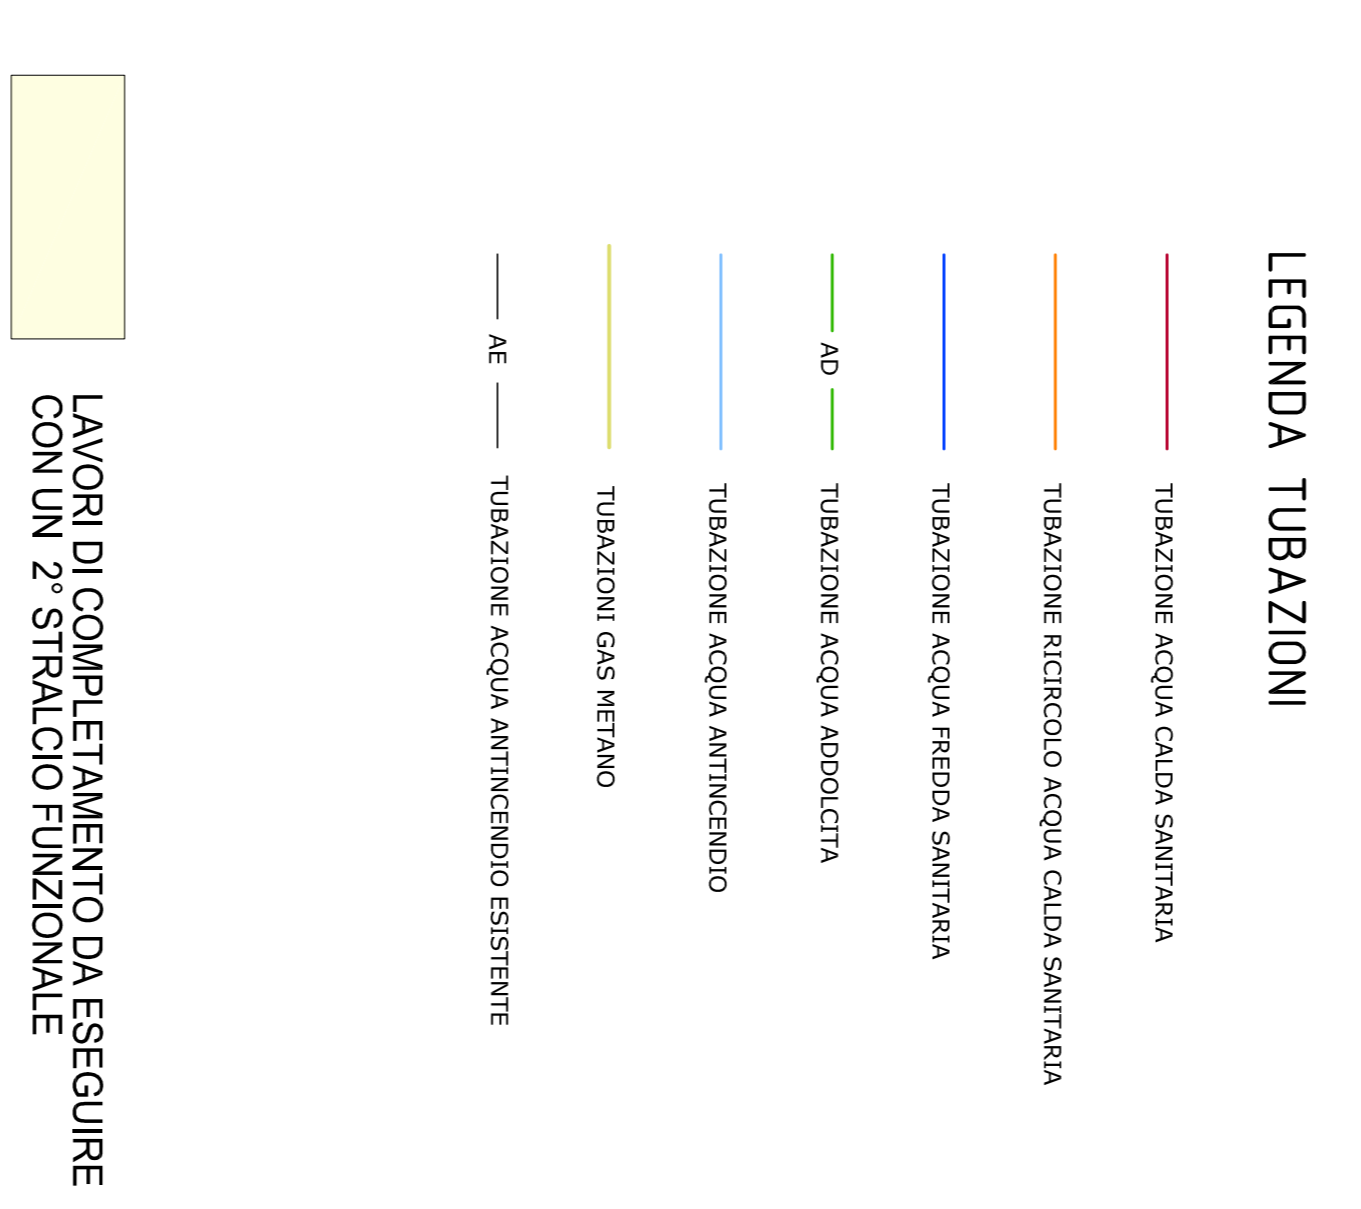 LEGENDA TUBAZIONI
TUBAZIONE ACQUA CALDA SANITARIA
TUBAZIONE RICIRCOLO ACQUA CALDA SANITARIA
TUBAZIONE ACQUA FREDDA SANITARIA
AD TUBAZIONE ACQUA ADDOLCITA
TUBAZIONE ACQUA ANTINCENDIO
TUBAZIONI GAS METANO
AE TUBAZIONE ACQUA ANTINCENDIO ESISTENTE
LAVORI DI COMPLETAMENTO DA ESEGUIRE
CON UN 2° STRALCIO FUNZIONALE